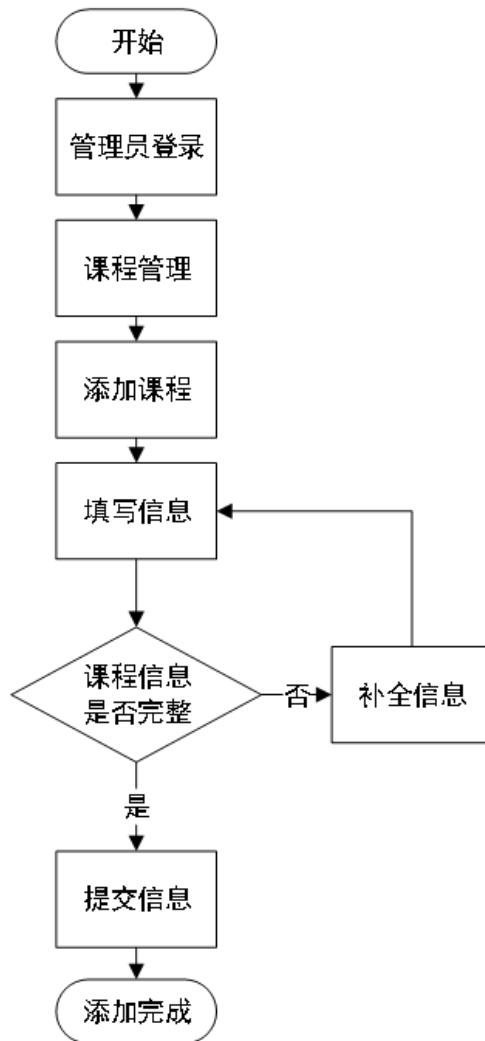 开始
管理员登录
课程管理
添加课程
填写信息
课程信息
是否完整
否
补全信息
是
提交信息
添加完成